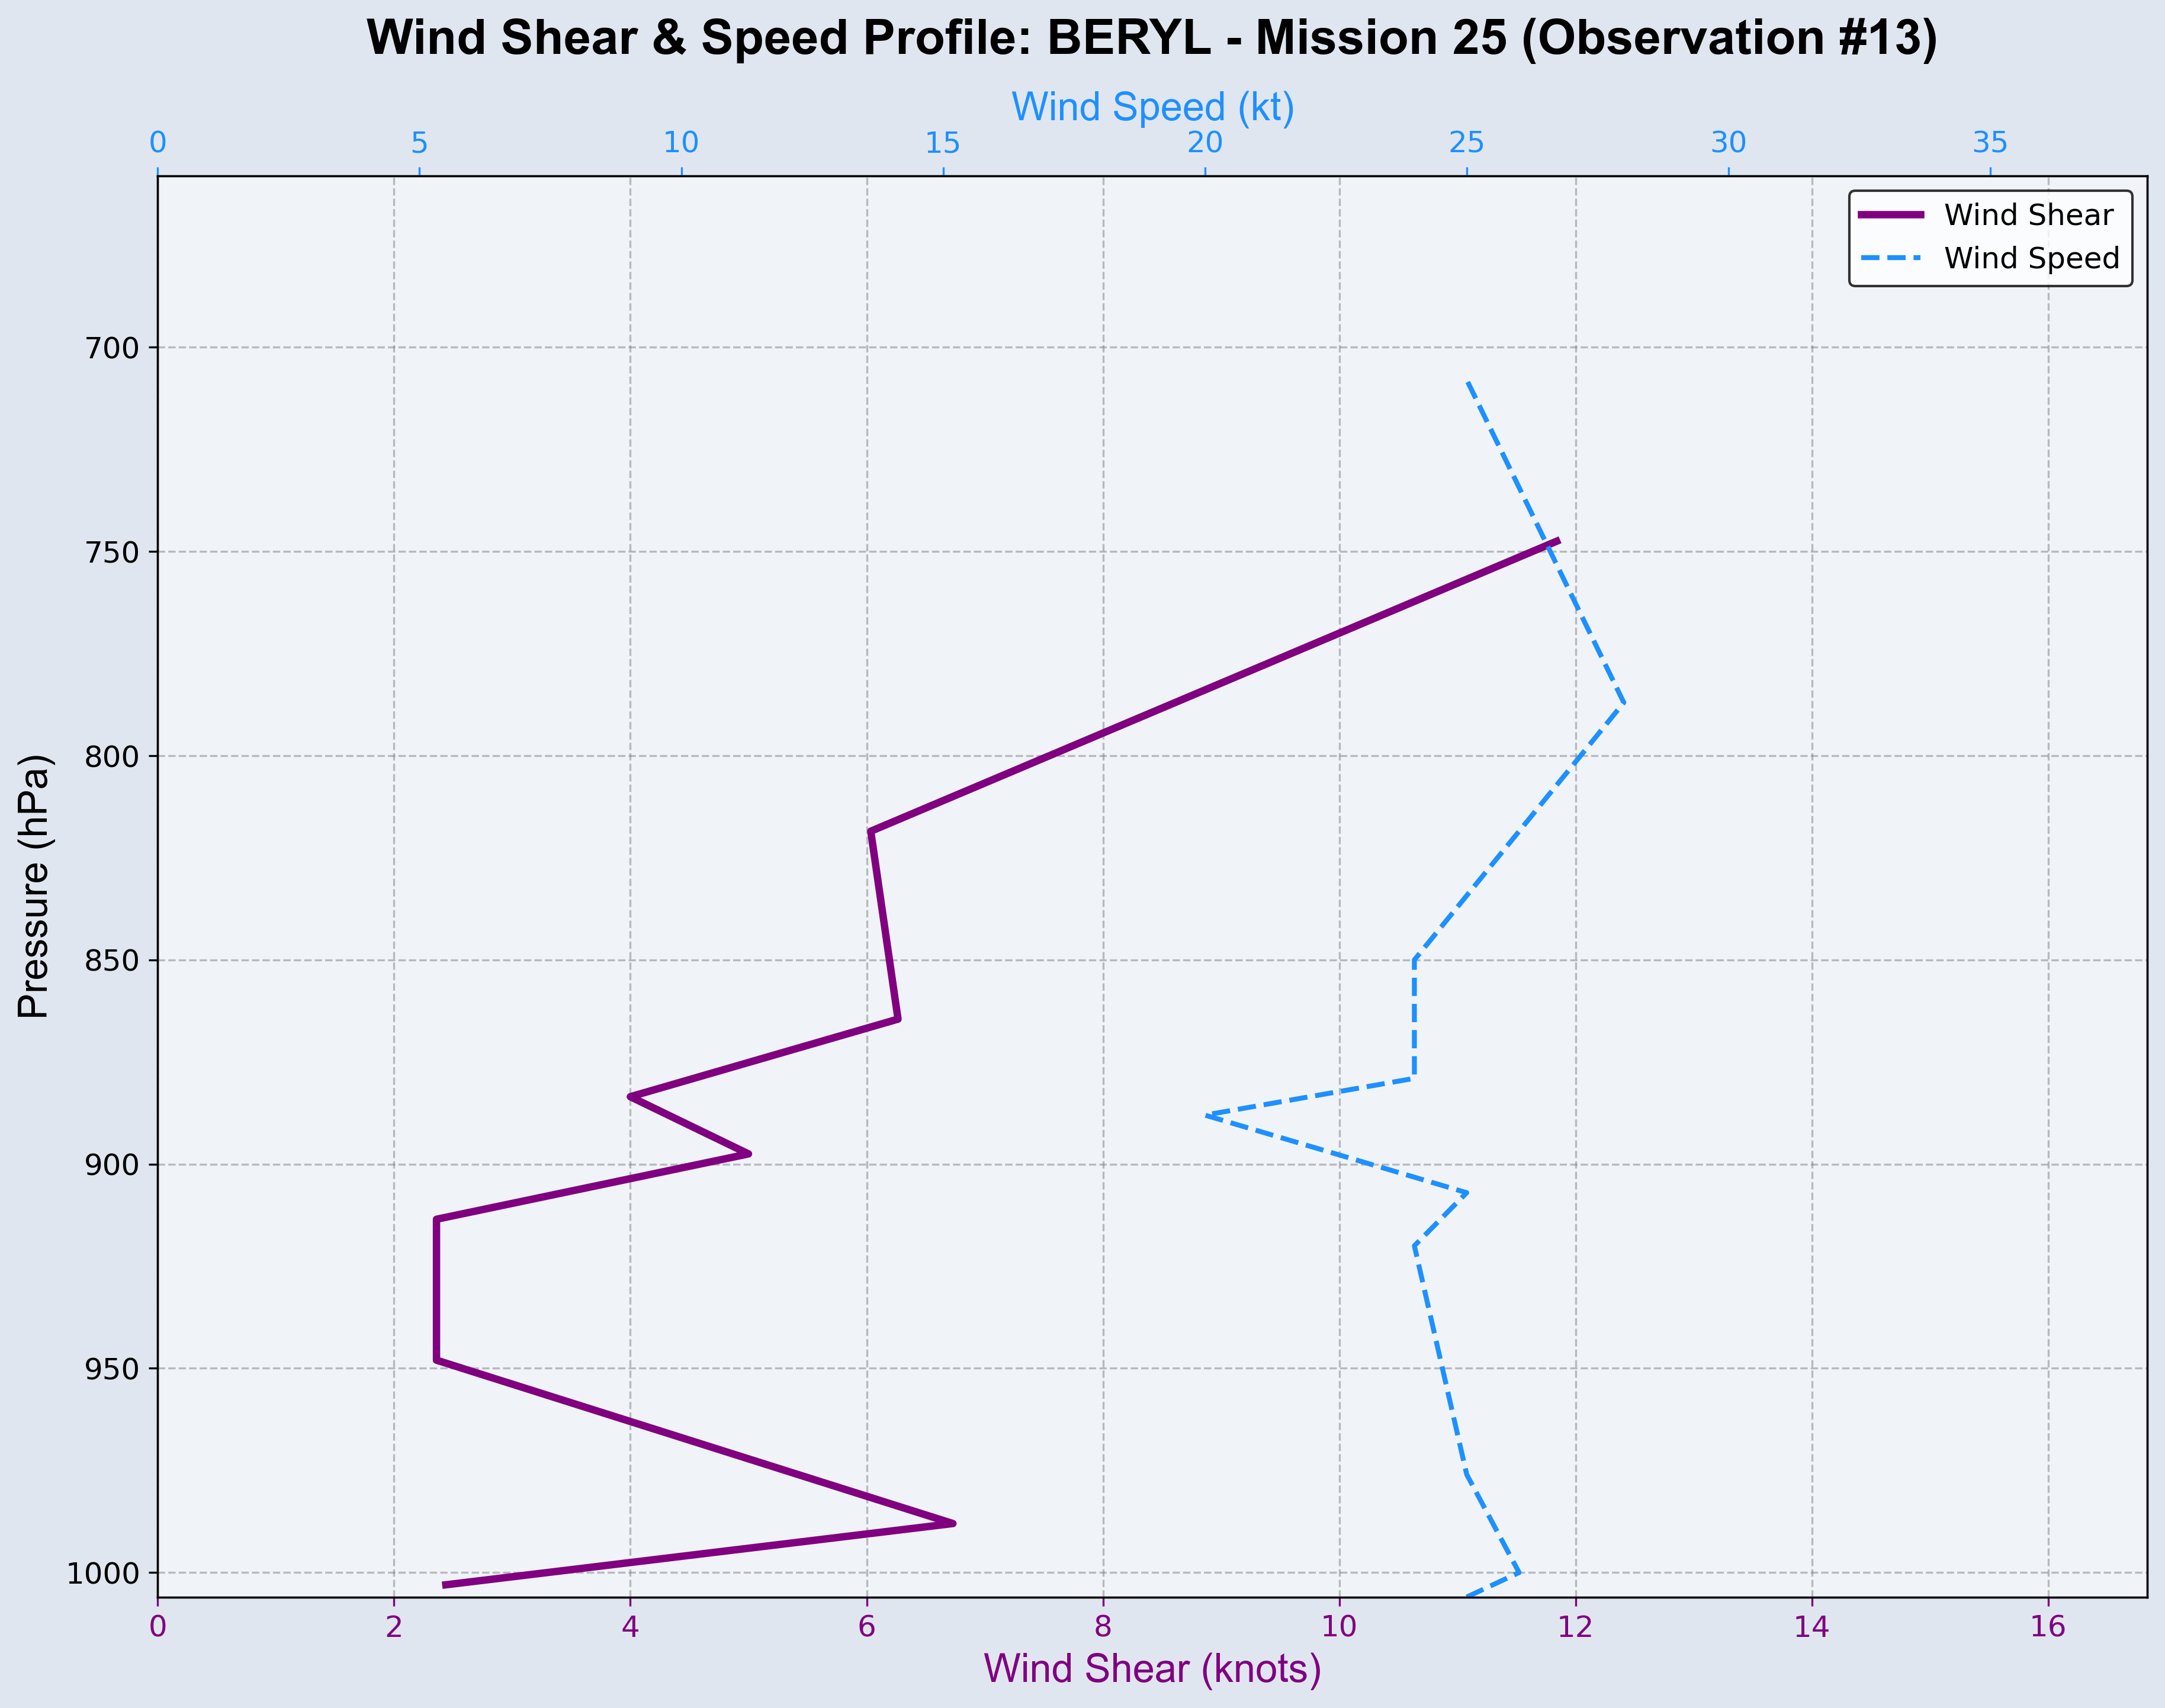 Wind Shear & Speed Profile: BERYL - Mission 25 (Observation #13)
Wind Speed (kt)
0 5 10 15 20 25 30 35
Wind Shear
Wind Speed
700
750
800
850
900
950
1000
Pressure (hPa)
0 2 4 6 8 10 12 14 16
Wind Shear (knots)